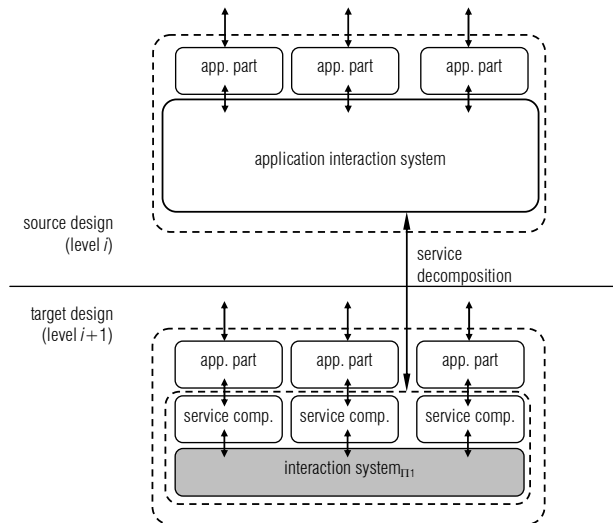 app. part
app. part
app. part
application interaction system
source design
(level i)
service
decomposition
target design
(level i+1)
app. part
app. part
app. part
service comp.
service comp.
service comp.
interaction systemΠ1